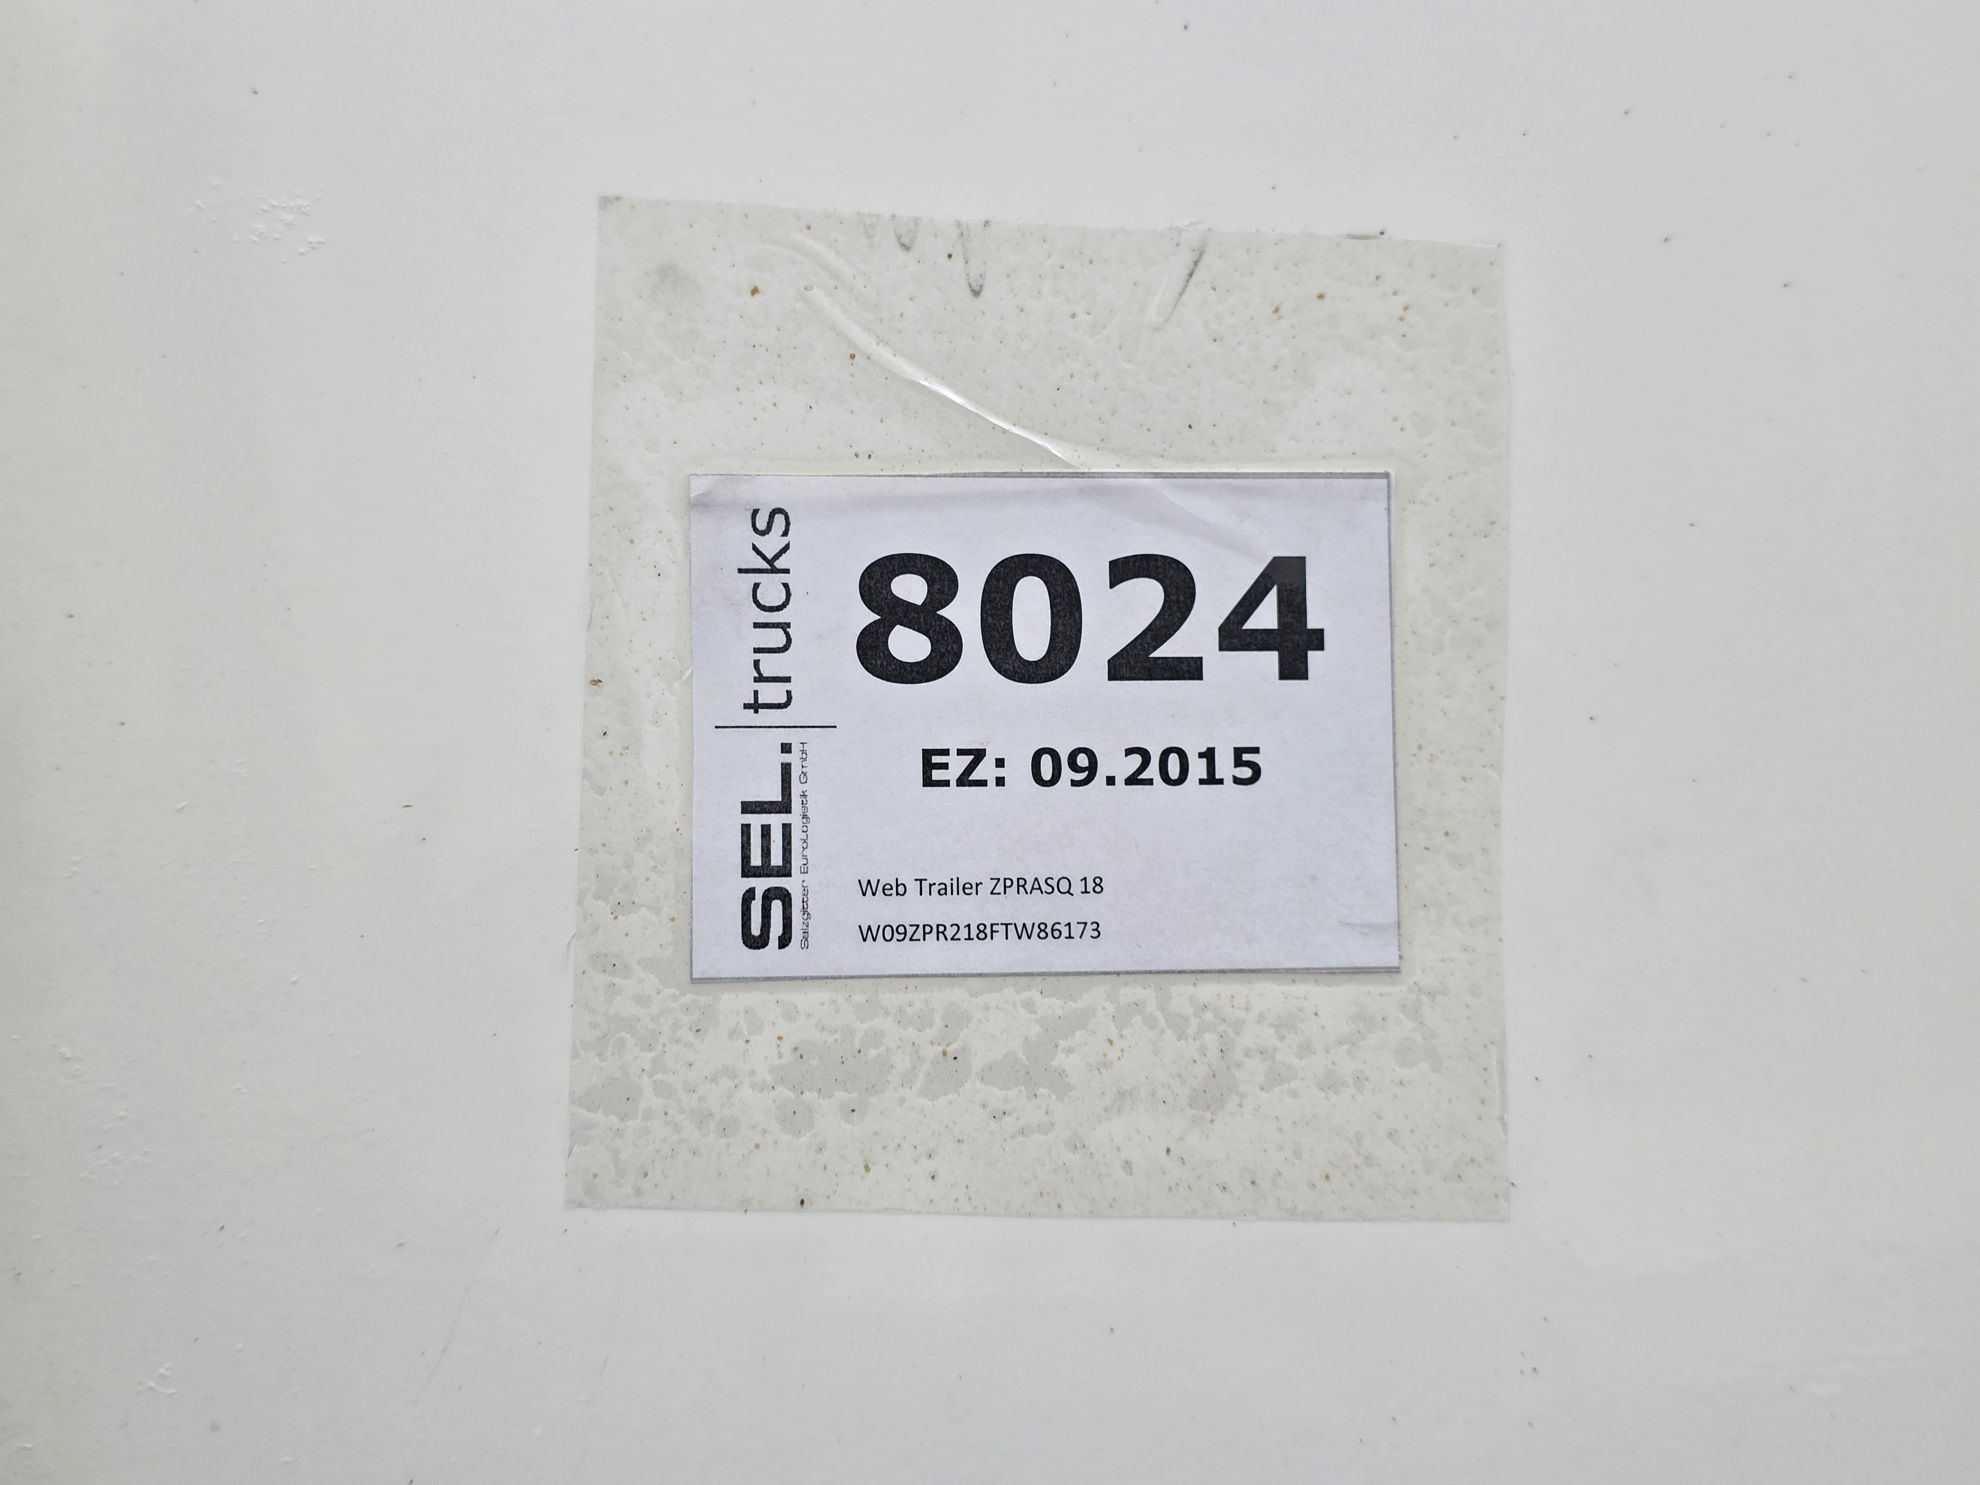 SEL.|trucks
Salzgitter EuroLogistik GmbH
8024
EZ: 09.2015
Web Trailer ZPRASQ 18
W09ZPR218FTW86173